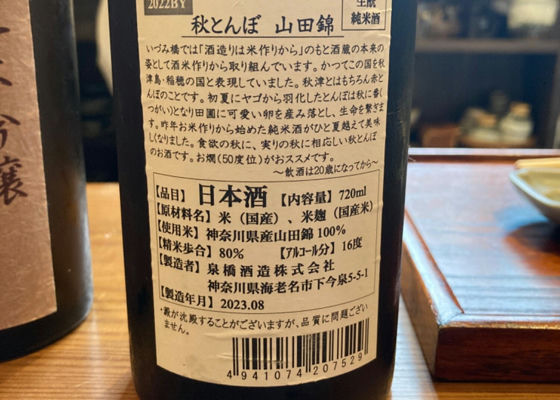 2022BY
生酛
純米酒
秋とんぼ 山田錦
いづみ橋では「酒造りは米作りから」のもと酒蔵の本来の
姿として酒米作りから取り組んでいます。かつてこの国を秋
津島・稲穂の国と表現していました。秋津とはもちろん赤と
んぼのことです。初夏にヤゴから羽化したとんぼは秋に番く
(つがい)となり田圃に可愛い卵を産み落とし、生命を繋ぎま
す。昨年お米作りから始めた純米酒がひと夏越えて美味
しくなりました。食欲の秋に、実りの秋に相応しい秋とんぼ
のお酒です。お燗(50度位)がおススメです。
～飲酒は20歳になってから～
【品目】 日本酒 【内容量】 720ml
【原材料名】 米(国産)、米麹(国産米)
【使用米】 神奈川県産山田錦100%
【精米歩合】 80% 【アルコール分】 16度
【製造者】 泉橋酒造株式会社
神奈川県海老名市下今泉5-5-1
【製造年月】 2023.08
・澱が沈殿することがございますが、品質に問題ござい
ません。
4941074207529
吟醸